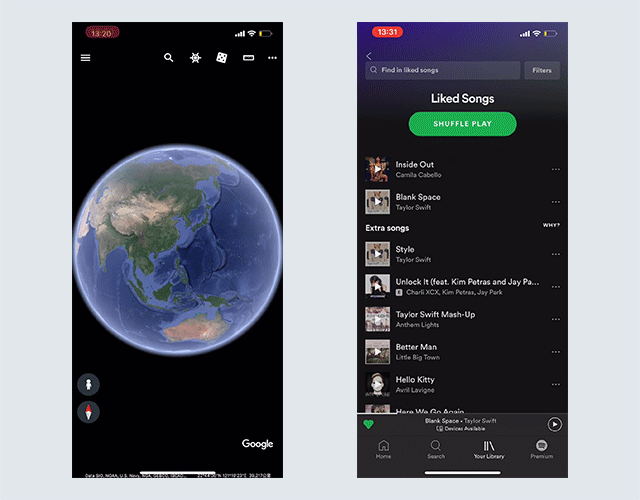 13:20
Google
Data SIO, NOAA, U.S. Navy, NGA, GEBCO,
13:31
Find in liked songs
Filters
Liked Songs
SHUFFLE PLAY
Inside Out
Camila Cabello
Blank Space
Taylor Swift
Extra songs
WHY?
Style
Taylor Swift
Unlock It (feat. Kim Petras and Jay Pa...
E Charli XCX, Kim Petras, Jay Park
Taylor Swift Mash-Up
Anthem Lights
Better Man
Little Big Town
Hello Kitty
Avril Lavigne
Here We Go Again
Blank Space • Taylor Swift
Devices Available
Home
Search
Your Library
Premium